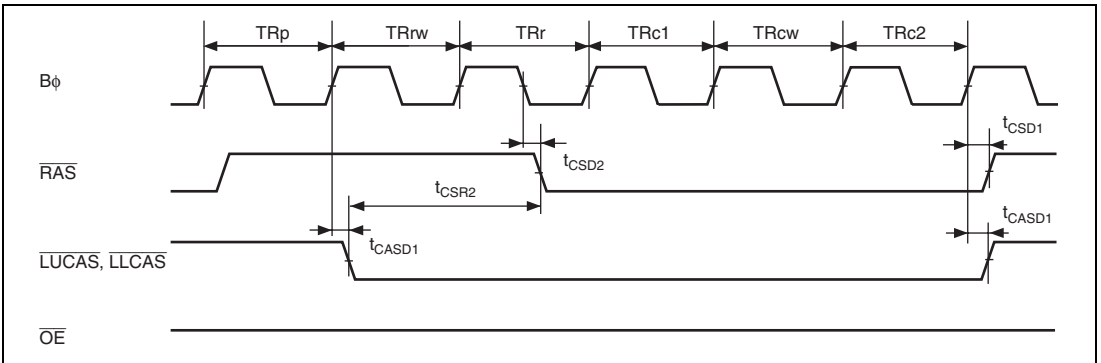 TRp TRrw TRr TRc1 TRcw TRc2
Bϕ
tCSD1
RAS
tCSD2
tCSR2
tCASD1
tCASD1
LUCAS, LLCAS
OE